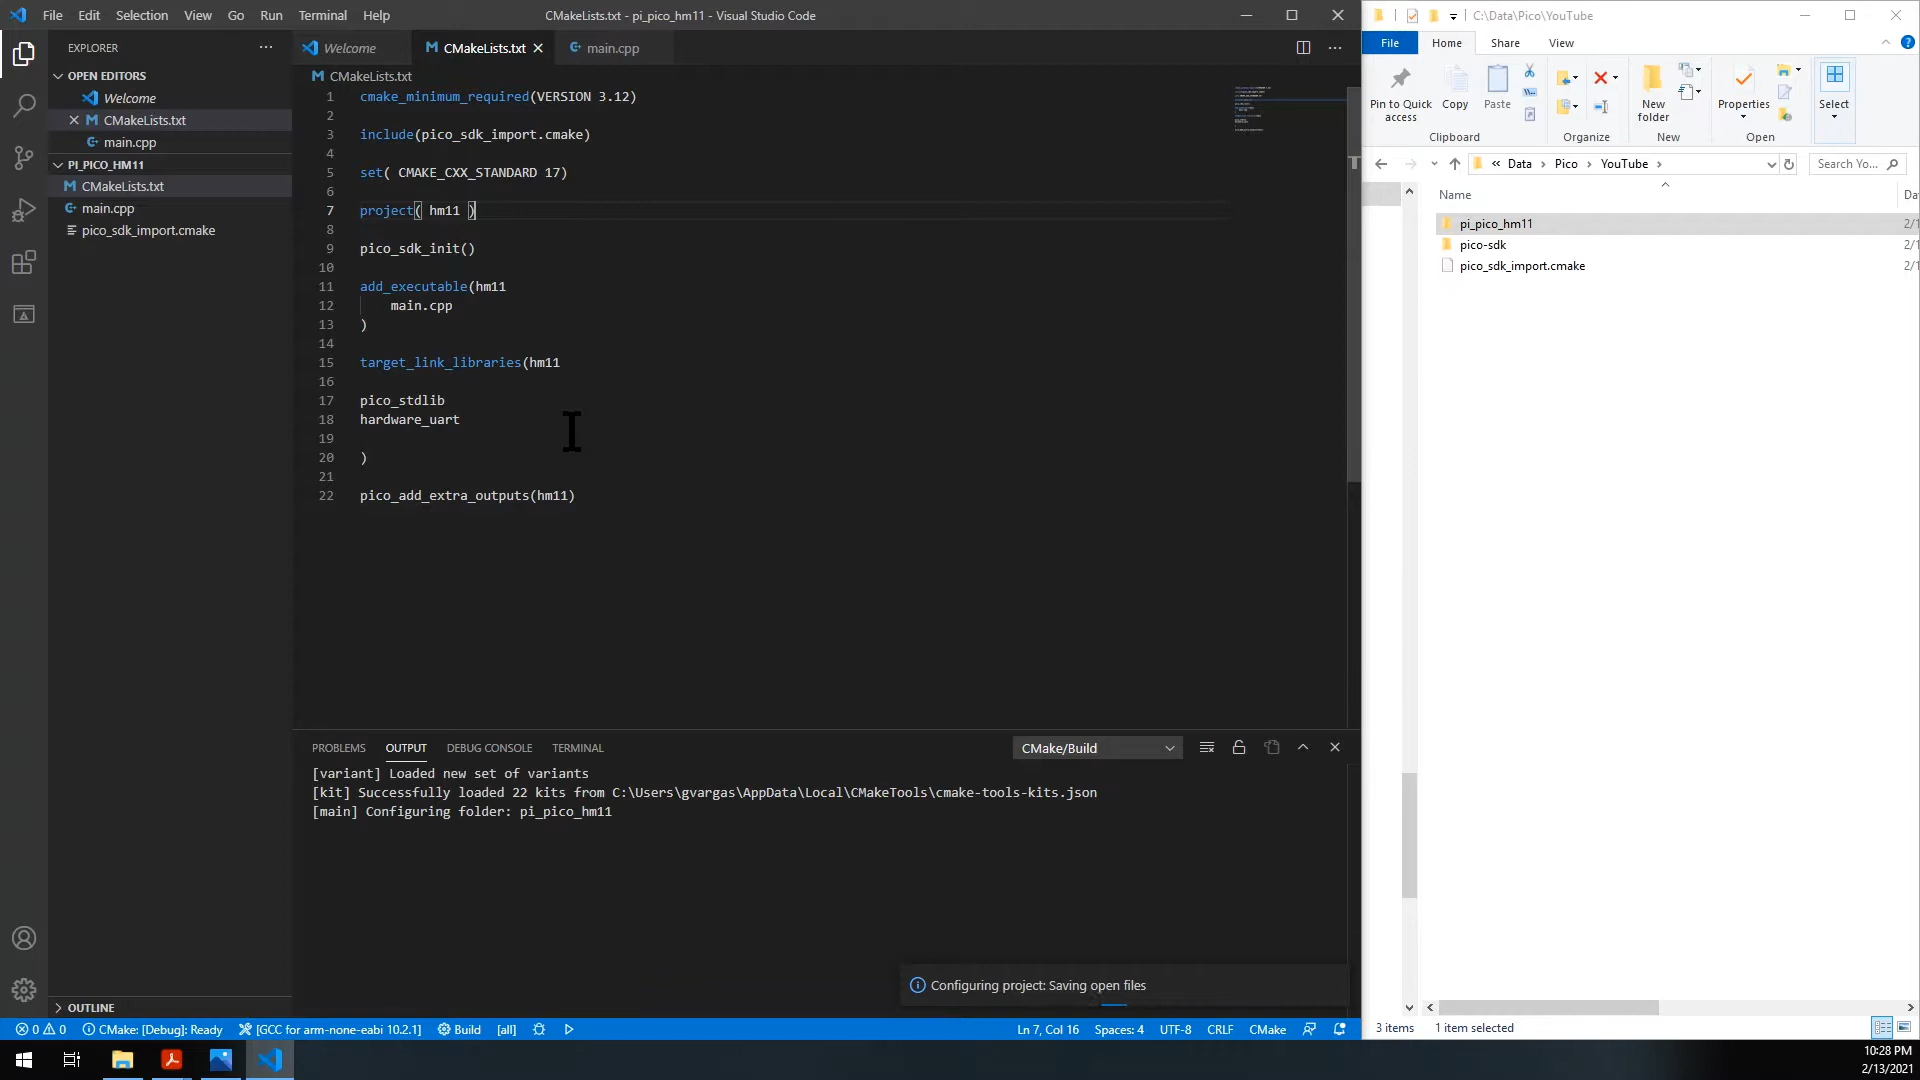 File Edit Selection View Go Run Terminal Help
CMakeLists.txt - pi_pico_hm11 - Visual Studio Code
EXPLORER
OPEN EDITORS
Welcome
CMakeLists.txt
main.cpp
PI_PICO_HM11
CMakeLists.txt
main.cpp
pico_sdk_import.cmake
OUTLINE
Welcome CMakeLists.txt main.cpp
CMakeLists.txt
1 cmake_minimum_required(VERSION 3.12)
2
3 include(pico_sdk_import.cmake)
4
5 set( CMAKE_CXX_STANDARD 17)
6
7 project( hm11 )
8
9 pico_sdk_init()
10
11 add_executable(hm11
12 main.cpp
13 )
14
15 target_link_libraries(hm11
16
17 pico_stdlib
18 hardware_uart
19
20 )
21
22 pico_add_extra_outputs(hm11)
PROBLEMS OUTPUT DEBUG CONSOLE TERMINAL
CMake/Build
[variant] Loaded new set of variants
[kit] Successfully loaded 22 kits from C:\Users\gvargas\AppData\Local\CMakeTools\cmake-tools-kits.json
[main] Configuring folder: pi_pico_hm11
Configuring project: Saving open files
0 0 CMake: [Debug]: Ready [GCC for arm-none-eabi 10.2.1] Build [all]
Ln 7, Col 16 Spaces: 4 UTF-8 CRLF CMake
C:\Data\Pico\YouTube
File Home Share View
Pin to Quick access
Copy
Paste
New folder
Properties
Select
Clipboard Organize New Open
« Data Pico YouTube
Search Yo...
Name
Da
pi_pico_hm11 2/1
pico-sdk 2/1
pico_sdk_import.cmake 2/1
3 items 1 item selected
10:28 PM
2/13/2021